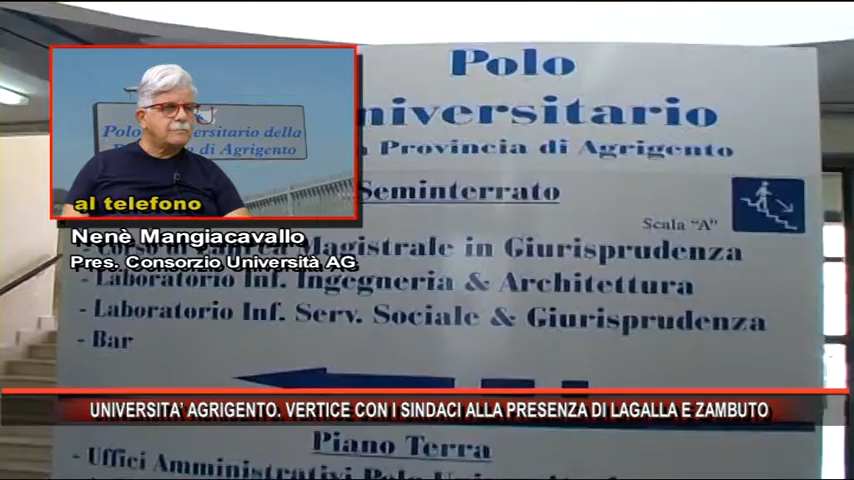 Polo
niversitario
Provincia di Agrigento
Polo
versitario della
di Agrigento
al telefono
Nenè Mangiacavallo
Pres. Consorzio Università AG
Seminterrato
Scala "A"
Magistrale in Giurisprudenza
- Laboratorio Inf. Ingegneria & Architettura
- Laboratorio Inf. Serv. Sociale & Giurisprudenza
- Bar
UNIVERSITA' AGRIGENTO. VERTICE CON I SINDACI ALLA PRESENZA DI LAGALLA E ZAMBUTO
Piano Terra
- Uffici Amministrativi Polo